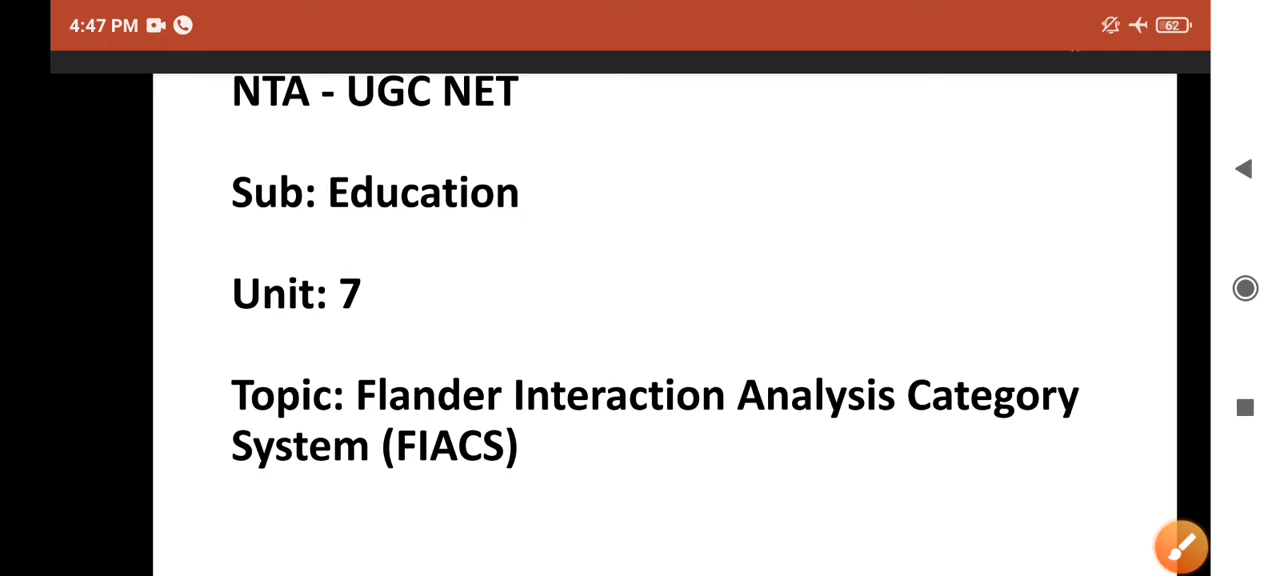 4:47 PM
62
NTA - UGC NET
Sub: Education
Unit: 7
Topic: Flander Interaction Analysis Category
System (FIACS)